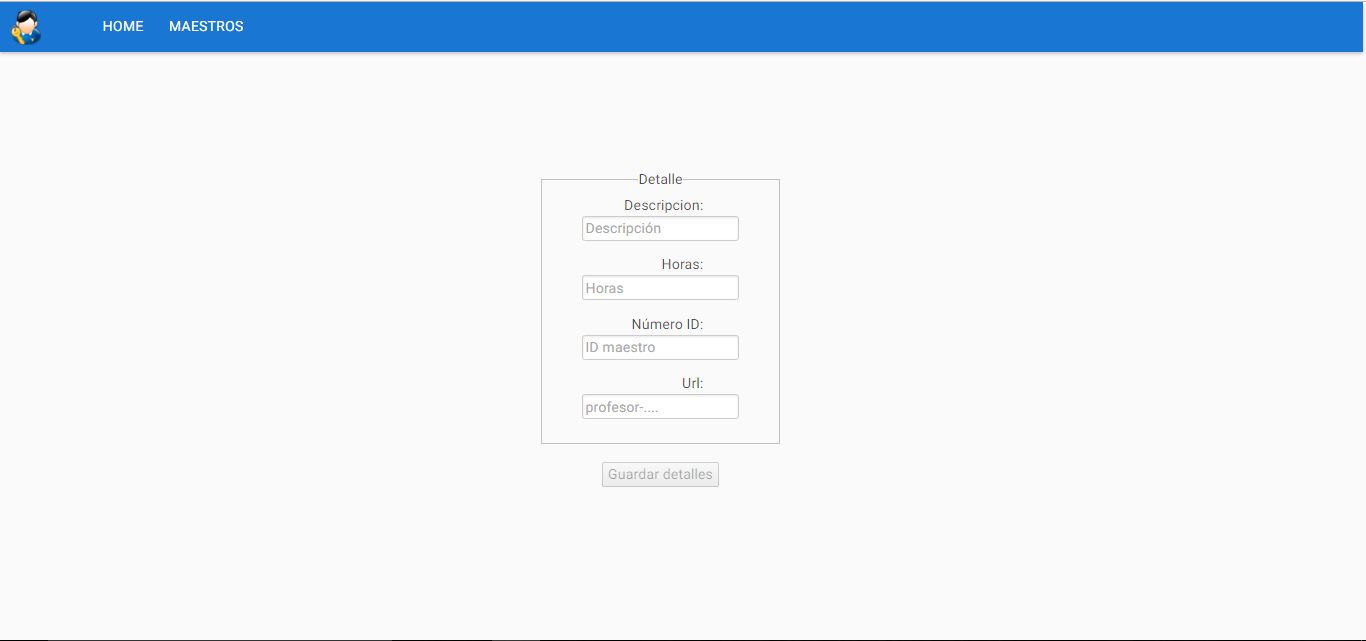 HOME MAESTROS
Detalle
Descripcion:
Descripción
Horas:
Horas
Número ID:
ID maestro
Url:
profesor-....
Guardar detalles